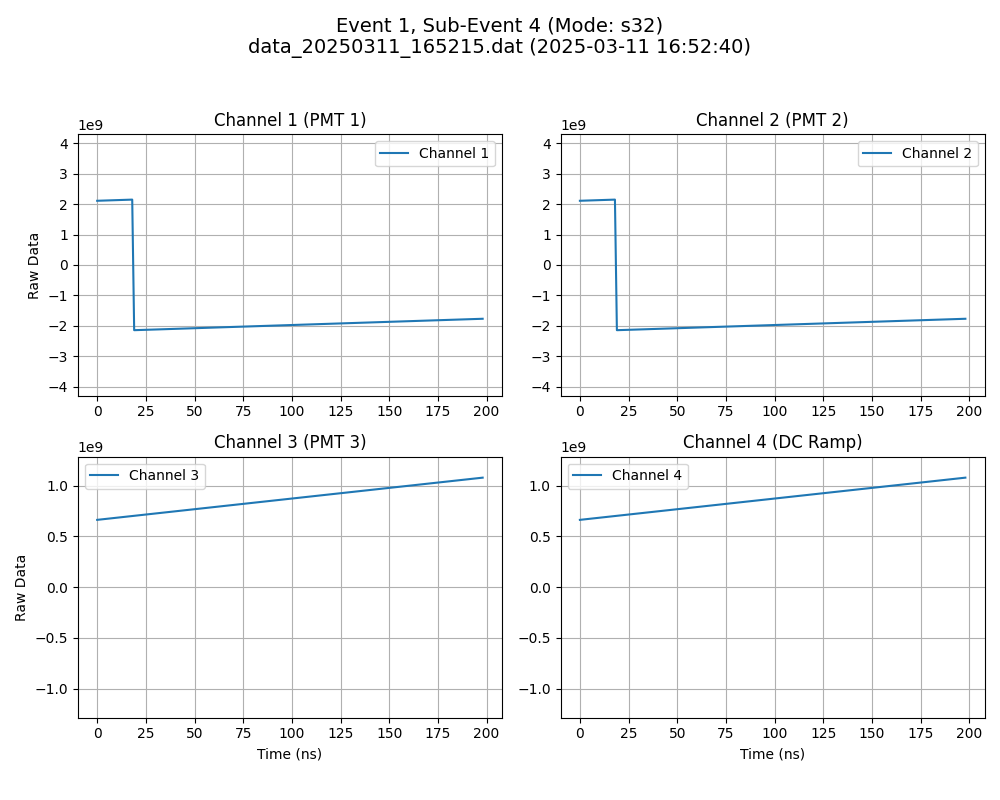 Event 1, Sub-Event 4 (Mode: s32)
data_20250311_165215.dat (2025-03-11 16:52:40)
Channel 1 (PMT 1)
1e9
Channel 1
4
3
2
1
0
−1
−2
−3
−4
Raw Data
0 25 50 75 100 125 150 175 200
Channel 2 (PMT 2)
1e9
Channel 2
4
3
2
1
0
−1
−2
−3
−4
0 25 50 75 100 125 150 175 200
Channel 3 (PMT 3)
1e9
Channel 3
1.0
0.5
0.0
−0.5
−1.0
Raw Data
0 25 50 75 100 125 150 175 200
Time (ns)
Channel 4 (DC Ramp)
1e9
Channel 4
1.0
0.5
0.0
−0.5
−1.0
0 25 50 75 100 125 150 175 200
Time (ns)